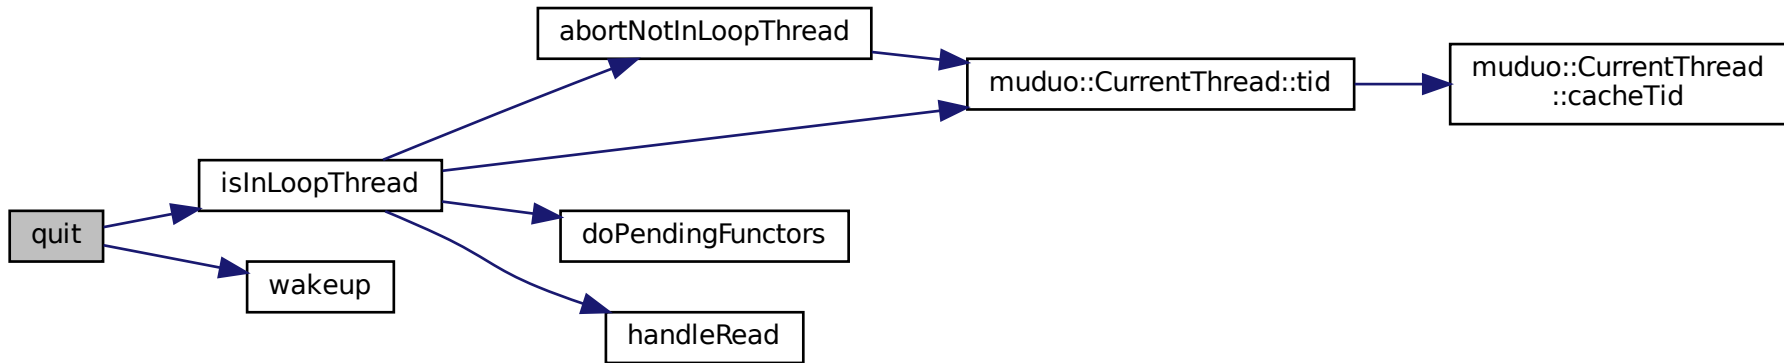 quit
isInLoopThread
wakeup
abortNotInLoopThread
doPendingFunctors
handleRead
muduo::CurrentThread::tid
muduo::CurrentThread
::cacheTid